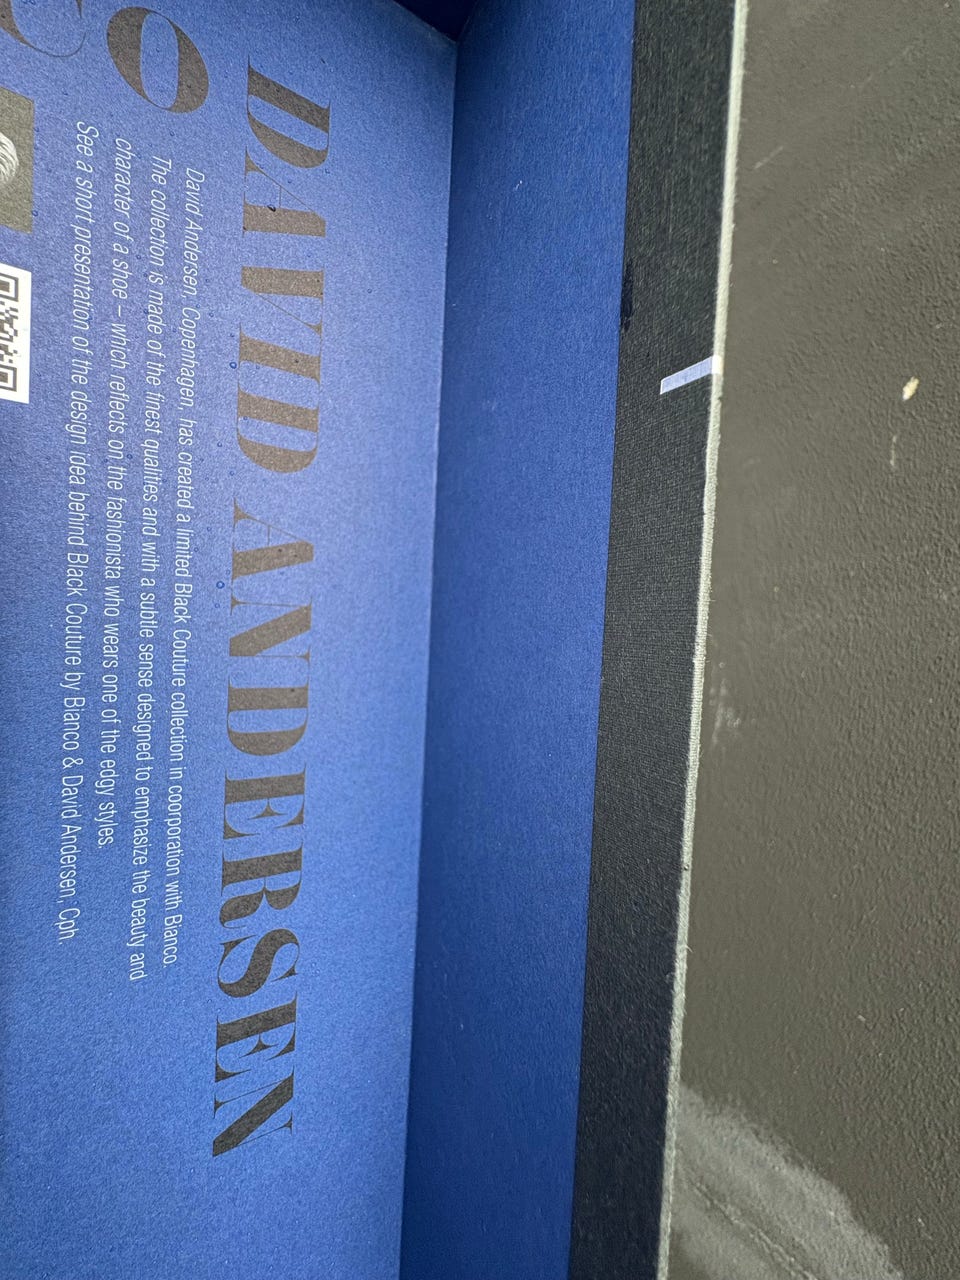 DAVID ANDERSEN
CO
David Andersen, Copenhagen, has created a limited Black Couture collection in coorporation with Bianco.
The collection is made of the finest qualities and with a subtle sense designed to emphasize the beauty and
character of a shoe – which reflects on the fashionista who wears one of the edgy styles.
See a short presentation of the design idea behind Black Couture by Bianco & David Andersen, Cph.